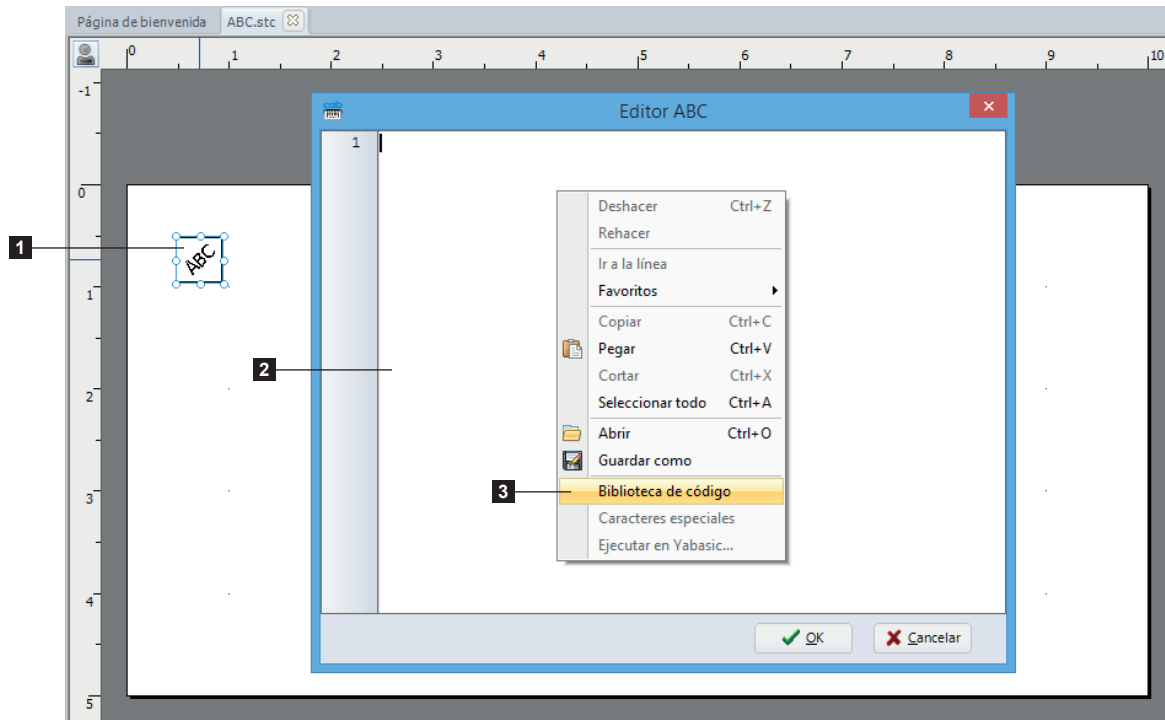 Página de bienvenida ABC.stc
0 1 2 3 4 5 6 7 8 9 10
-1
0
1
2
3
4
5
cab
Editor ABC
1
ABC
1
2
3
Deshacer Ctrl+Z
Rehacer
Ir a la línea
Favoritos
Copiar Ctrl+C
Pegar Ctrl+V
Cortar Ctrl+X
Seleccionar todo Ctrl+A
Abrir Ctrl+O
Guardar como
Biblioteca de código
Caracteres especiales
Ejecutar en Yabasic...
OK Cancelar